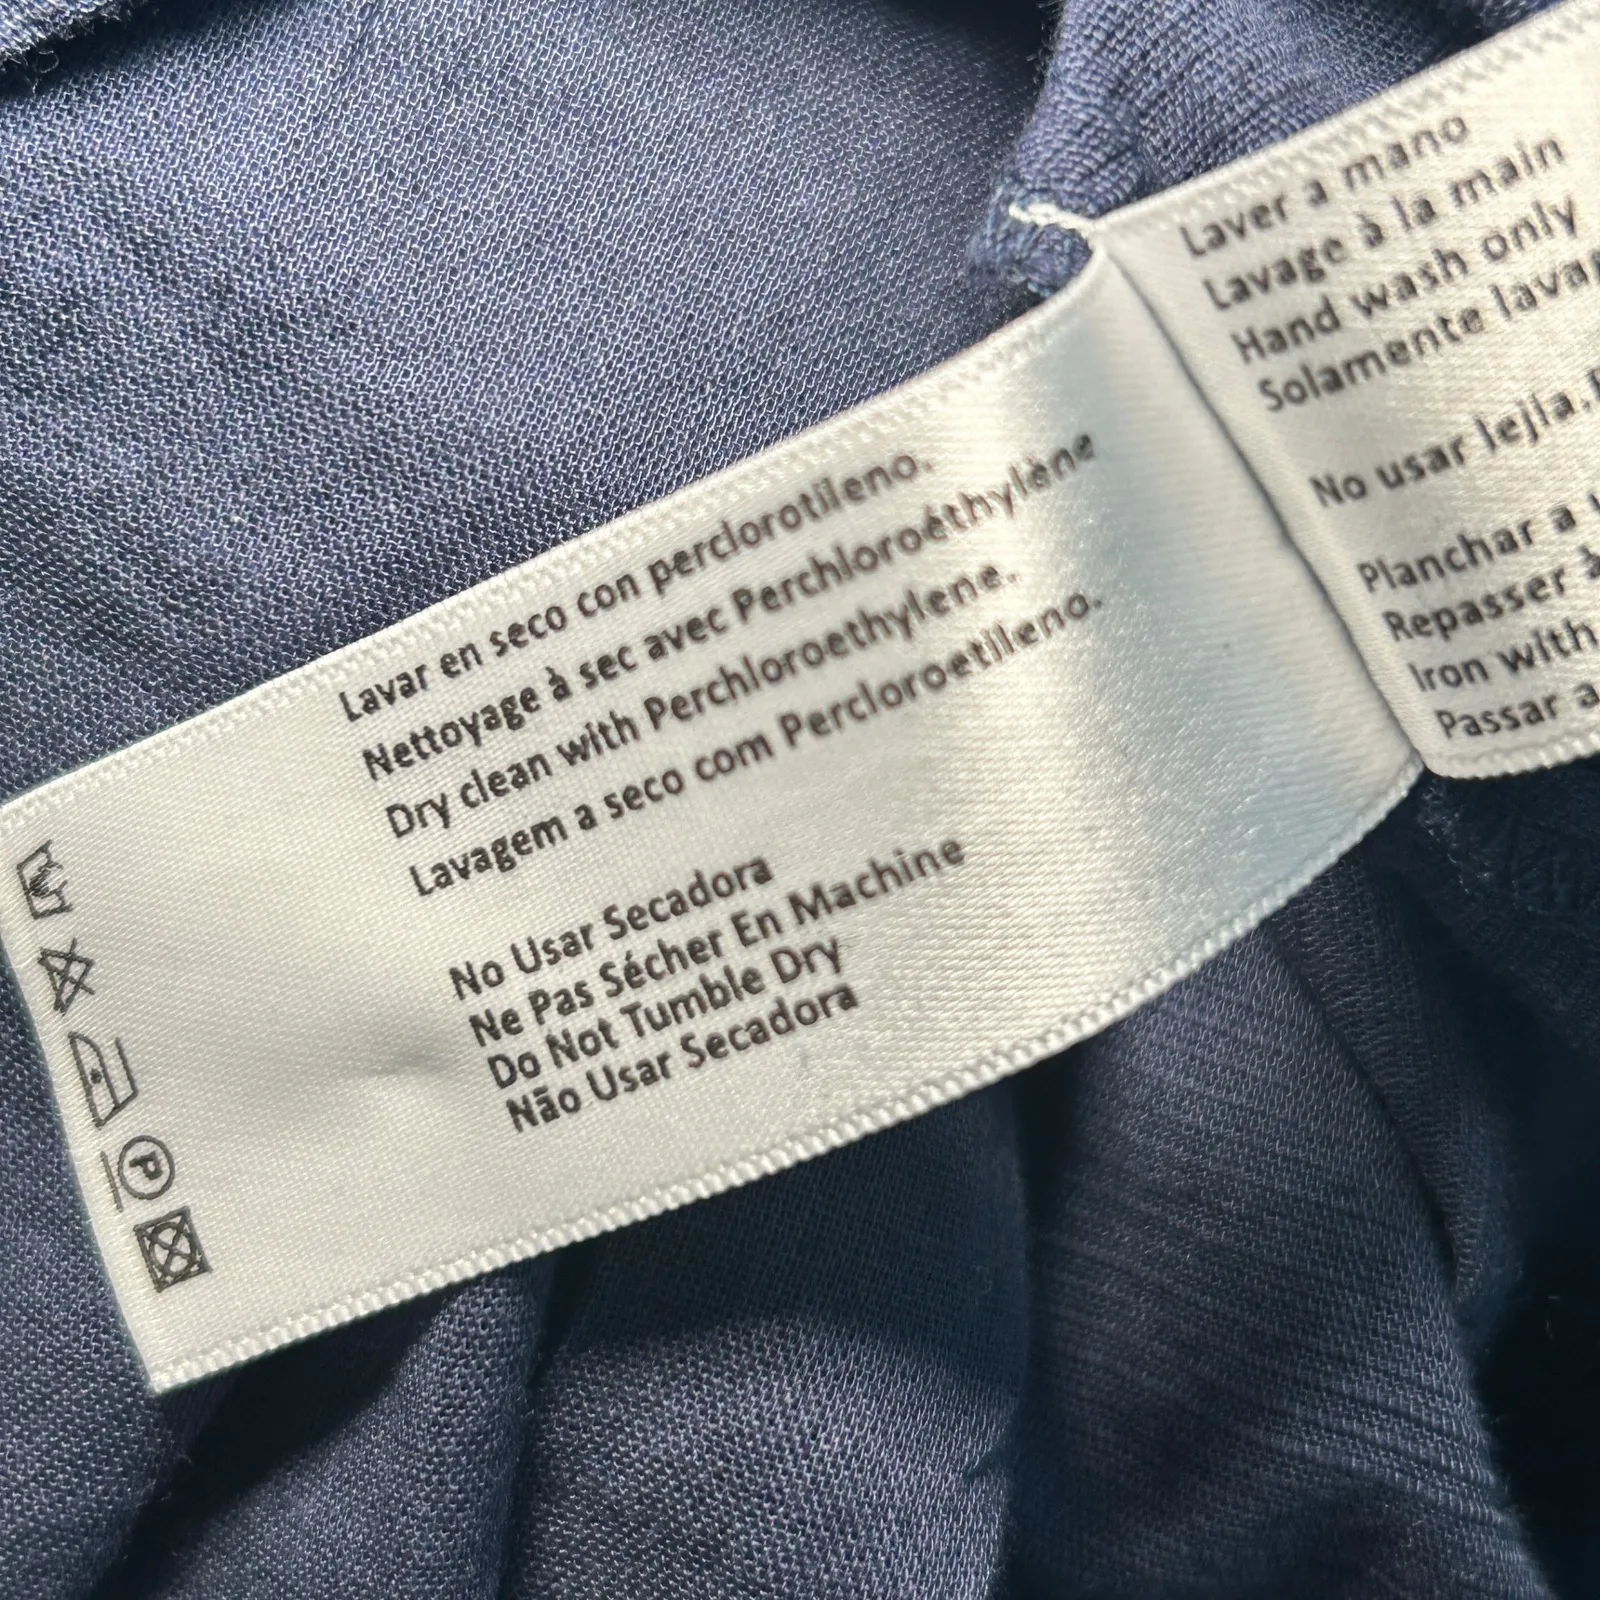 Lavar en seco con perclorotileno.
Nettoyage à sec avec Perchloroéthylène
Dry clean with Perchloroethylene.
Lavagem a seco com Percloroetileno.
No Usar Secadora
Ne Pas Sécher En Machine
Do Not Tumble Dry
Não Usar Secadora
P
Laver a mano
Lavage à la main
Hand wash only
Solamente
No usar lejia.
Planchar a
Repasser à
Iron with
Passar a